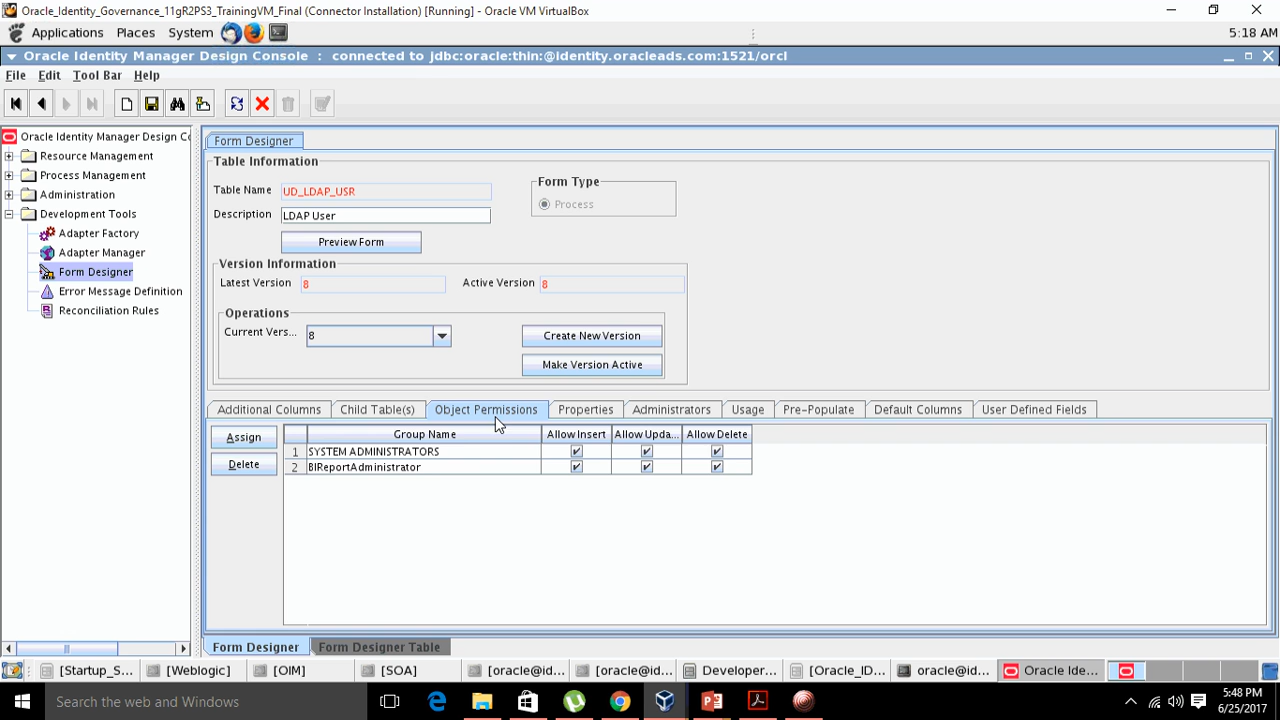 Oracle_Identity_Governance_11gR2PS3_TrainingVM_Final (Connector Installation) [Running] - Oracle VM VirtualBox
Applications Places System 5:18 AM
Oracle Identity Manager Design Console : connected to jdbc:oracle:thin:@identity.oracleads.com:1521/orcl
File Edit Tool Bar Help
Oracle Identity Manager Design Co
Resource Management
Process Management
Administration
Development Tools
Adapter Factory
Adapter Manager
Form Designer
Error Message Definition
Reconciliation Rules
Form Designer
Table Information
Table Name UD_LDAP_USR
Description LDAP User
Form Type
Process
Preview Form
Version Information
Latest Version 8 Active Version 8
Operations
Current Vers... 8 Create New Version
Make Version Active
Additional Columns Child Table(s) Object Permissions Properties Administrators Usage Pre-Populate Default Columns User Defined Fields
Assign
Delete
Group Name Allow Insert Allow Upda... Allow Delete
1 SYSTEM ADMINISTRATORS
2 BIReportAdministrator
Form Designer Form Designer Table
[Startup_S... [Weblogic] [OIM] [SOA] [oracle@id... [oracle@id... Developer... [Oracle_ID... oracle@id... Oracle Ide...
Search the web and Windows
5:48 PM
6/25/2017